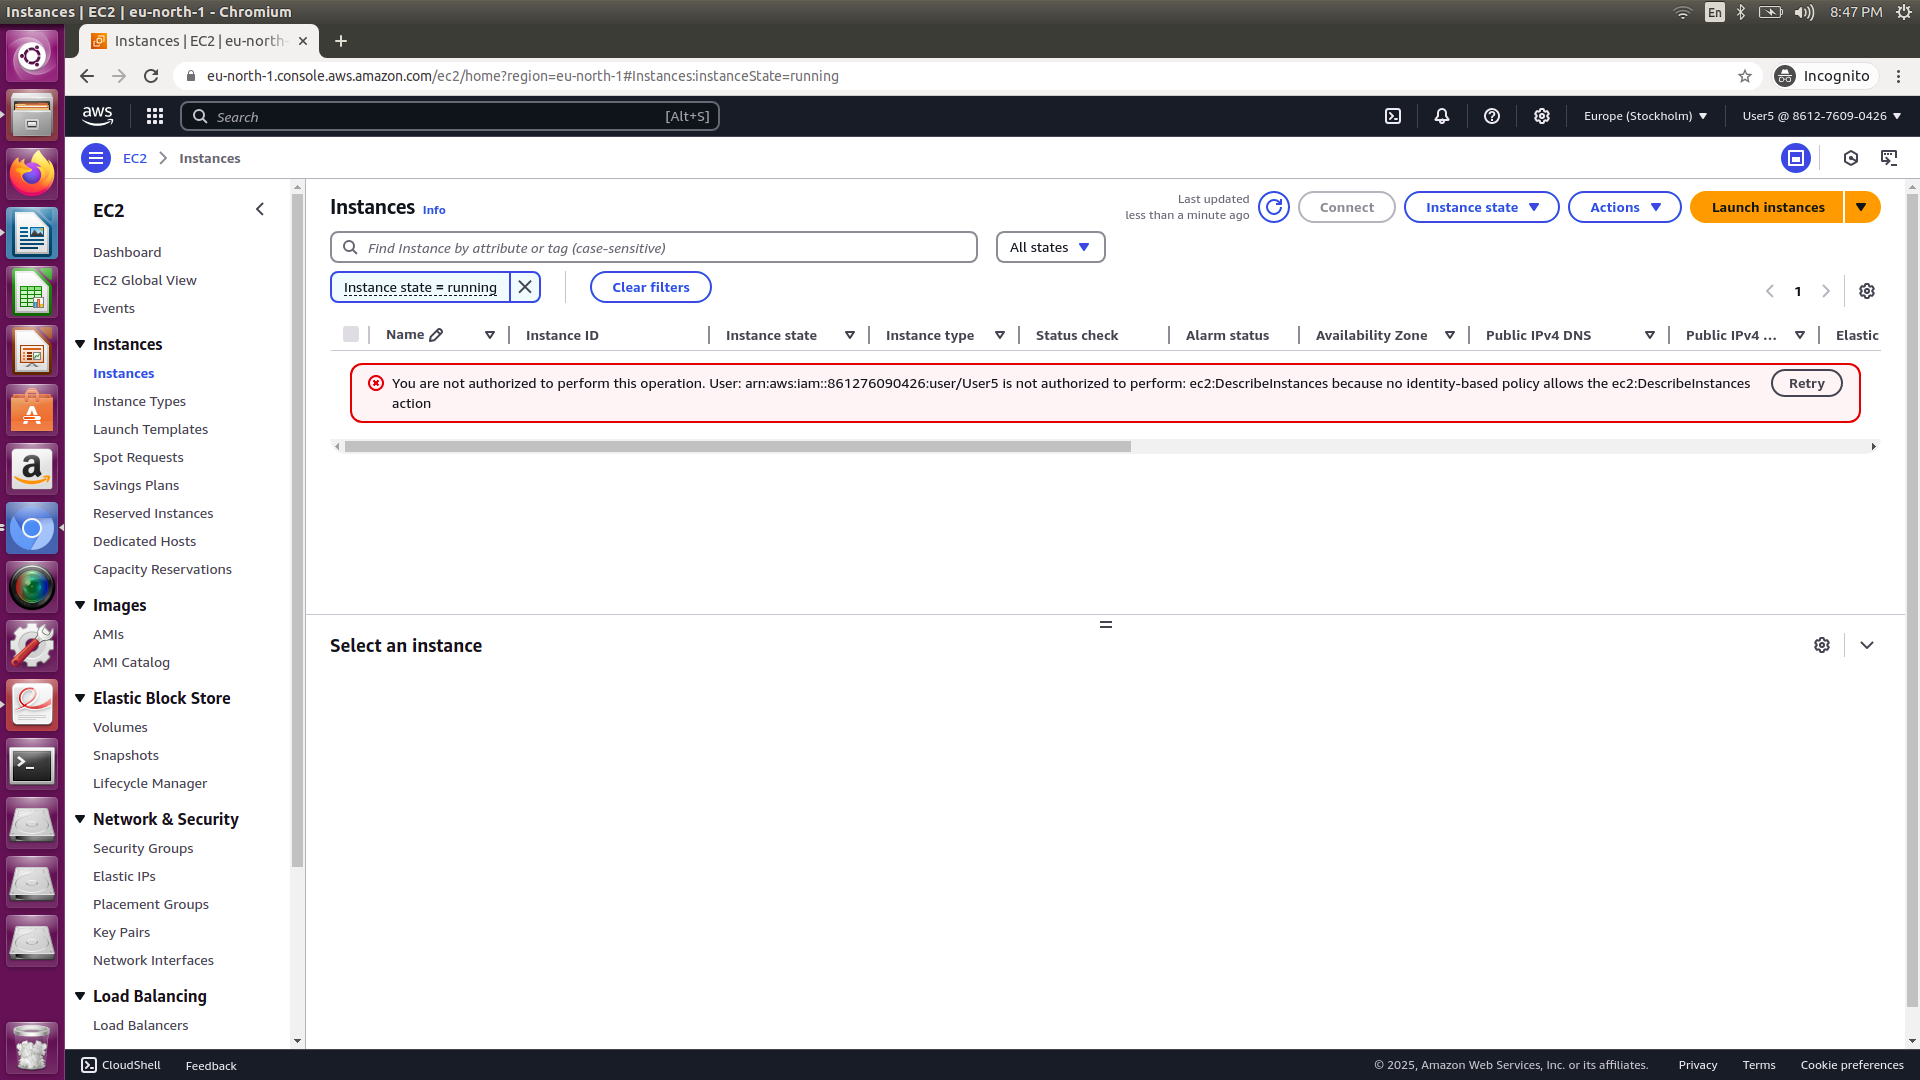 Instances | EC2 | eu-north-1 - Chromium
En
8:47 PM
Instances | EC2 | eu-north-
eu-north-1.console.aws.amazon.com/ec2/home?region=eu-north-1#Instances:instanceState=running
Incognito
aws
Search
[Alt+S]
Europe (Stockholm)
User5 @ 8612-7609-0426
EC2
Instances
EC2
Dashboard
EC2 Global View
Events
Instances
Instances
Instance Types
Launch Templates
Spot Requests
Savings Plans
Reserved Instances
Dedicated Hosts
Capacity Reservations
Images
AMIs
AMI Catalog
Elastic Block Store
Volumes
Snapshots
Lifecycle Manager
Network & Security
Security Groups
Elastic IPs
Placement Groups
Key Pairs
Network Interfaces
Load Balancing
Load Balancers
Instances Info
Last updated
less than a minute ago
Connect
Instance state
Actions
Launch instances
Find Instance by attribute or tag (case-sensitive)
All states
Instance state = running
Clear filters
1
Name
Instance ID
Instance state
Instance type
Status check
Alarm status
Availability Zone
Public IPv4 DNS
Public IPv4 ...
Elastic
You are not authorized to perform this operation. User: arn:aws:iam::861276090426:user/User5 is not authorized to perform: ec2:DescribeInstances because no identity-based policy allows the ec2:DescribeInstances
action
Retry
Select an instance
CloudShell
Feedback
© 2025, Amazon Web Services, Inc. or its affiliates.
Privacy
Terms
Cookie preferences